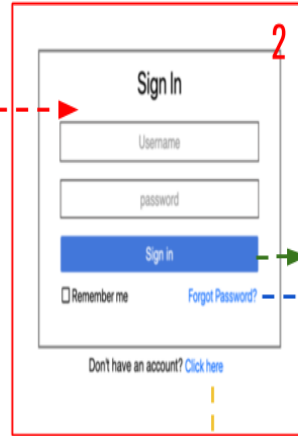 2
Sign In
Username
password
Sign in
Remember me Forgot Password?
Don't have an account? Click here